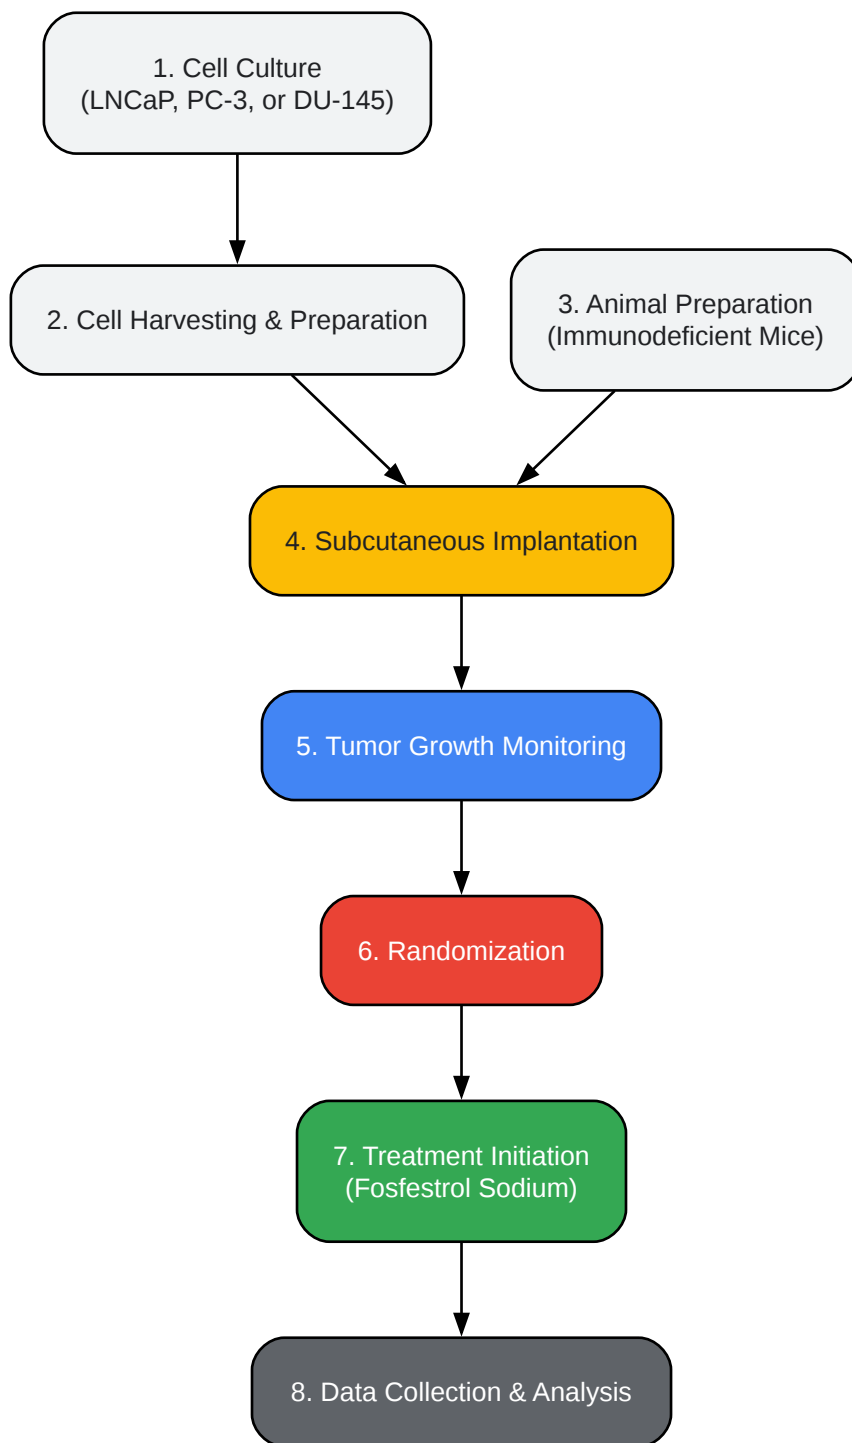 1. Cell Culture
(LNCaP, PC-3, or DU-145)
2. Cell Harvesting & Preparation
3. Animal Preparation
(Immunodeficient Mice)
4. Subcutaneous Implantation
5. Tumor Growth Monitoring
6. Randomization
7. Treatment Initiation
(Fosfestrol Sodium)
8. Data Collection & Analysis